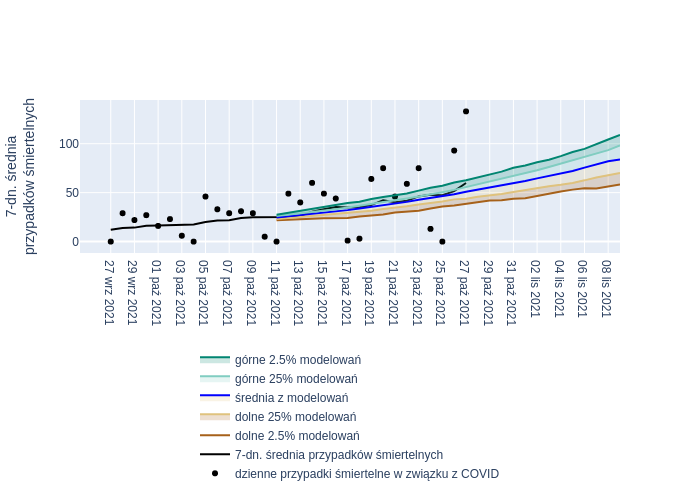 7-dn. średnia
przypadków śmiertelnych
100
50
0
27 wrz 2021
29 wrz 2021
01 paź 2021
03 paź 2021
05 paź 2021
07 paź 2021
09 paź 2021
11 paź 2021
13 paź 2021
15 paź 2021
17 paź 2021
19 paź 2021
21 paź 2021
23 paź 2021
25 paź 2021
27 paź 2021
29 paź 2021
31 paź 2021
02 lis 2021
04 lis 2021
06 lis 2021
08 lis 2021
górne 2.5% modelowań
górne 25% modelowań
średnia z modelowań
dolne 25% modelowań
dolne 2.5% modelowań
7-dn. średnia przypadków śmiertelnych
dzienne przypadki śmiertelne w związku z COVID